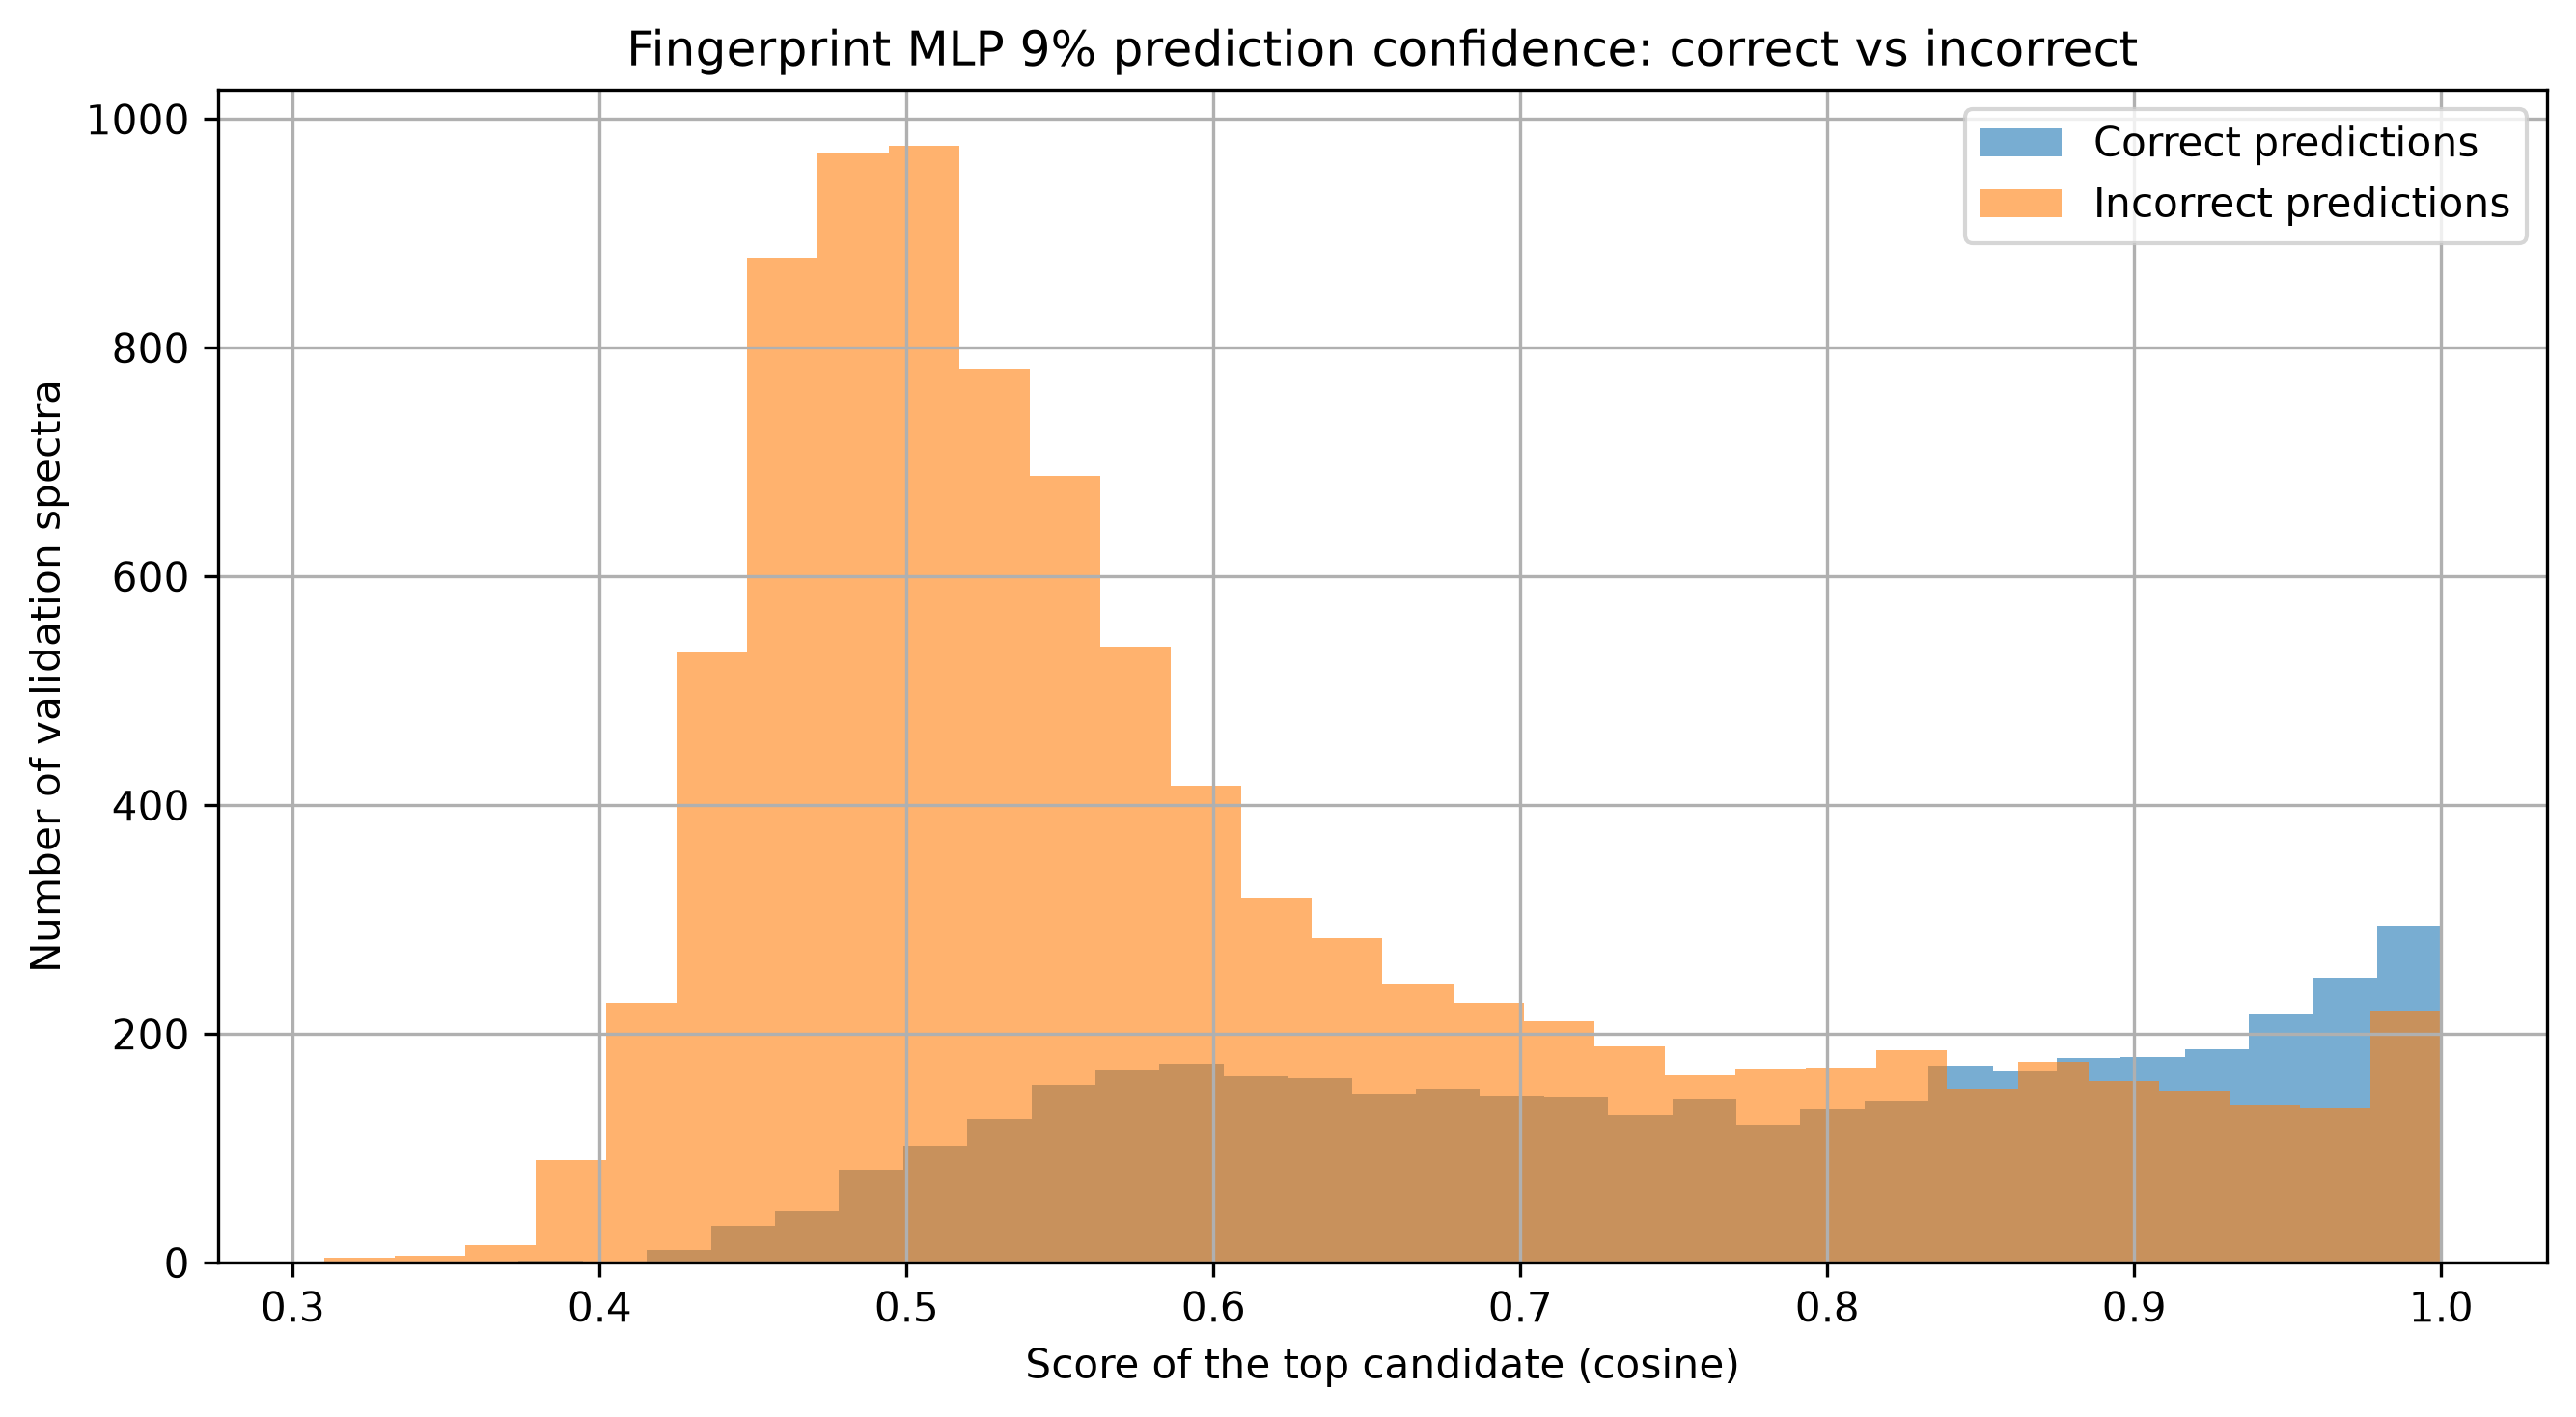 Fingerprint MLP 9% prediction confidence: correct vs incorrect
Correct predictions
Incorrect predictions
Number of validation spectra
1000
800
600
400
200
0
0.3 0.4 0.5 0.6 0.7 0.8 0.9 1.0
Score of the top candidate (cosine)